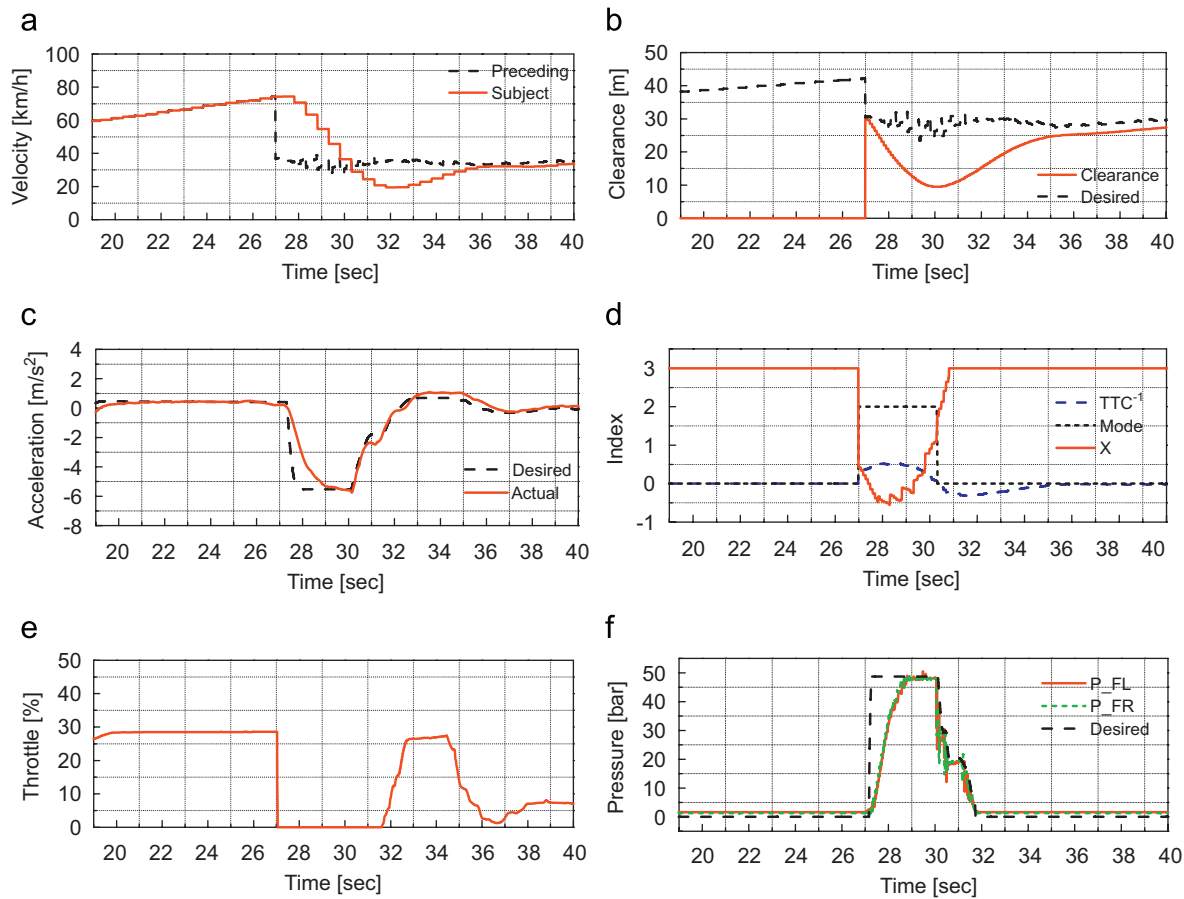 a
100
80
60
40
20
0
Velocity [km/h]
Preceding
Subject
20 22 24 26 28 30 32 34 36 38 40
Time [sec]
b
50
40
30
20
10
0
Clearance [m]
Clearance
Desired
20 22 24 26 28 30 32 34 36 38 40
Time [sec]
c
4
2
0
-2
-4
-6
-8
Acceleration [m/s²]
Desired
Actual
20 22 24 26 28 30 32 34 36 38 40
Time [sec]
d
3
2
1
0
-1
Index
TTC⁻¹
Mode
X
20 22 24 26 28 30 32 34 36 38 40
Time [sec]
e
50
40
30
20
10
0
Throttle [%]
20 22 24 26 28 30 32 34 36 38 40
Time [sec]
f
50
40
30
20
10
0
Pressure [bar]
P_FL
P_FR
Desired
20 22 24 26 28 30 32 34 36 38 40
Time [sec]